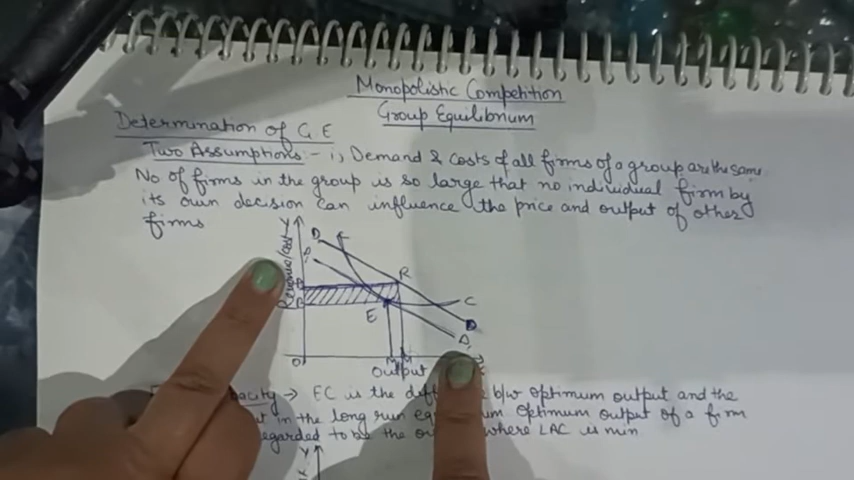 Monopolistic Competition
Group Equilibrium
Determination of G E
Two Assumptions - i, Demand & costs of all firms of a group are the same.
No of firms in the group is so large that no individual firm by
its own decision can influence the price and output of other
firms
Y
D
C
R
C
E
D
O
M M
Output
EC is the b/w optimum output and the
in the long run optimum output of a firm
regarded to be the where LAC is min
Y